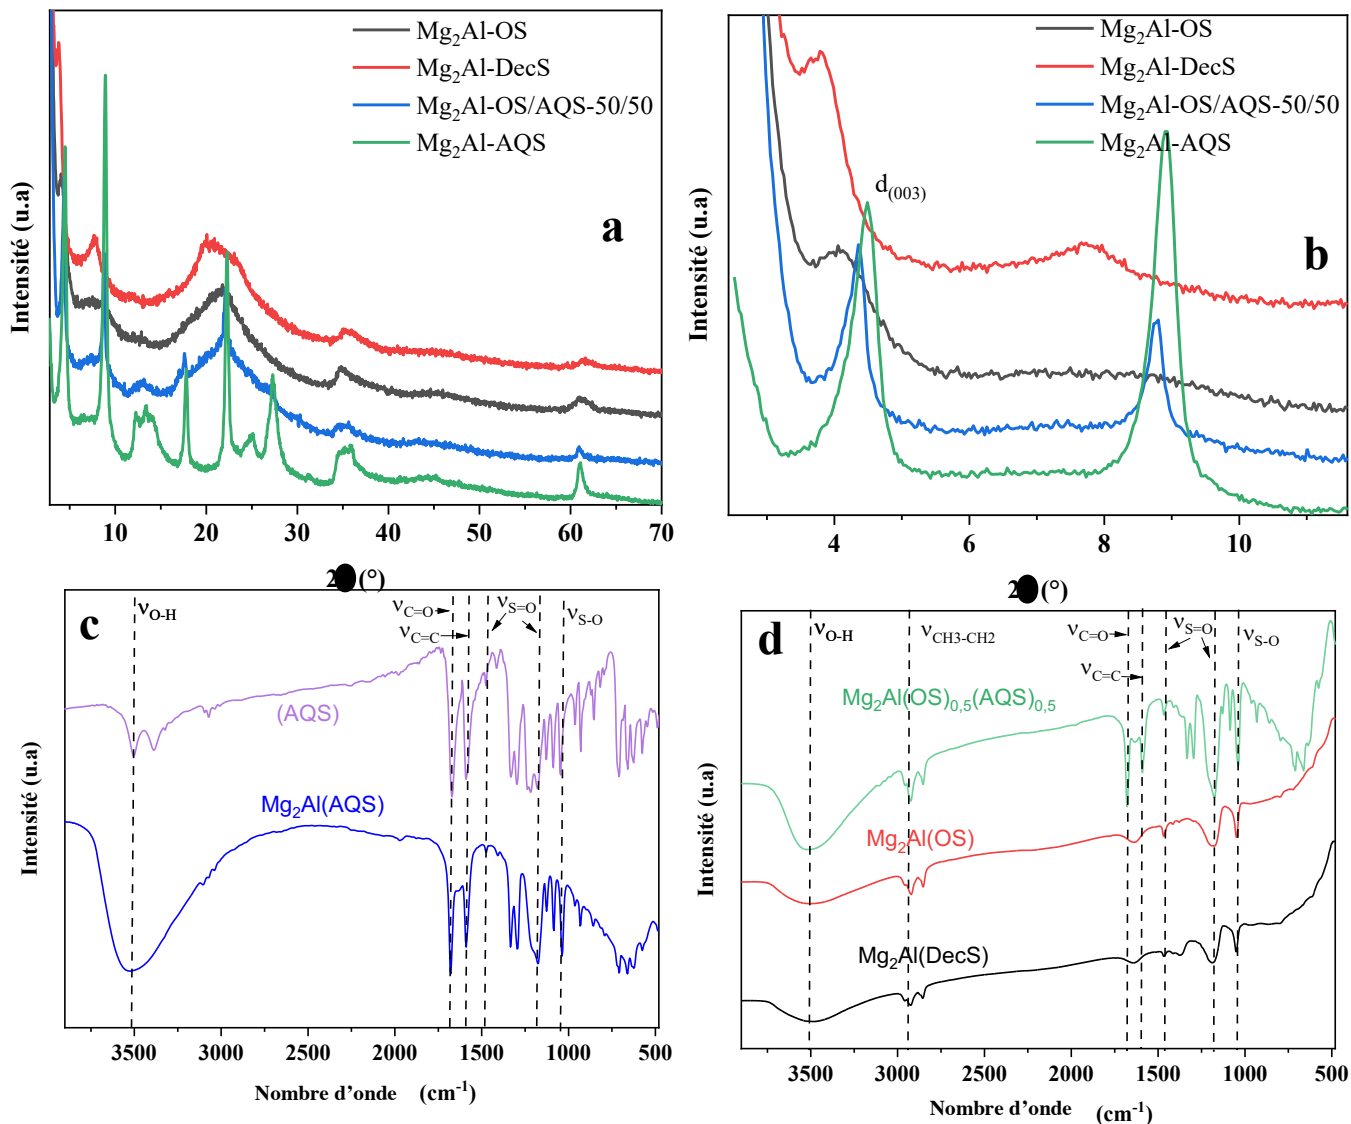 Mg₂Al-OS
Mg₂Al-DecS
Mg₂Al-OS/AQS-50/50
Mg₂Al-AQS
a
Intensité (u.a)
10 20 30 40 50 60 70
2 (°)
Mg₂Al-OS
Mg₂Al-DecS
Mg₂Al-OS/AQS-50/50
Mg₂Al-AQS
d₍₀₀₃₎
b
Intensité (u.a)
4 6 8 10
2 (°)
c
νO-H
νC=O
νC=C
νS=O
νS-O
(AQS)
Mg₂Al(AQS)
Intensité (u.a)
3500 3000 2500 2000 1500 1000 500
Nombre d'onde (cm⁻¹)
d
νO-H
νCH3-CH2
νC=O
νC=C
νS=O
νS-O
Mg₂Al(OS)₀,₅(AQS)₀,₅
Mg₂Al(OS)
Mg₂Al(DecS)
Intensité (u.a)
3500 3000 2500 2000 1500 1000 500
Nombre d'onde (cm⁻¹)